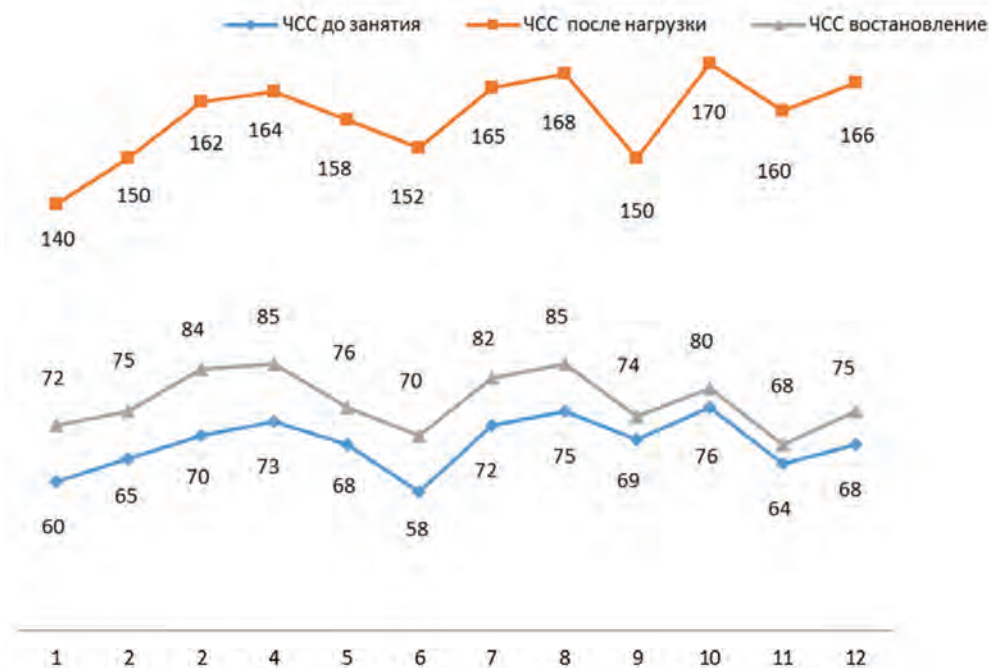 ЧСС до занятия ЧСС после нагрузки ЧСС востановление
140 150 162 164 158 152 165 168 150 170 160 166
72 75 84 85 76 70 82 85 74 80 68 75
60 65 70 73 68 58 72 75 69 76 64 68
1 2 2 4 5 6 7 8 9 10 11 12